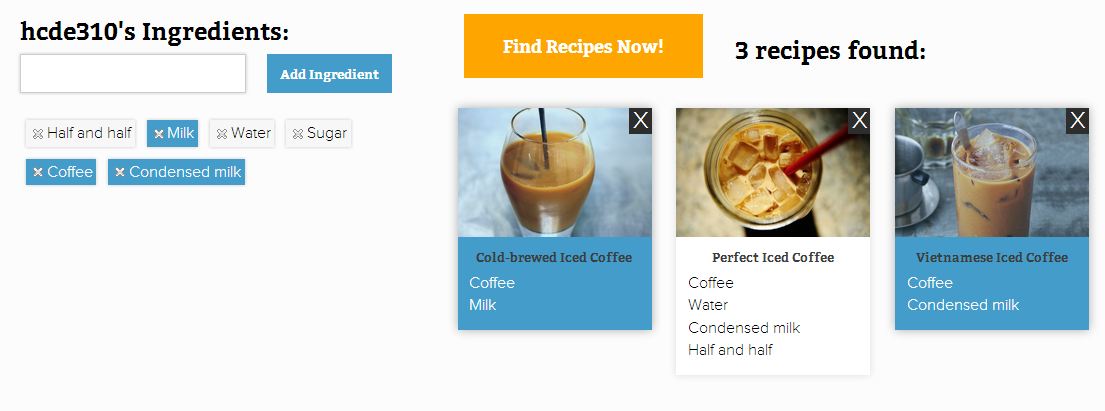 hcde310's Ingredients:
Add Ingredient
Half and half Milk Water Sugar
Coffee Condensed milk
Find Recipes Now!
3 recipes found:
X
Cold-brewed Iced Coffee
Coffee
Milk
X
Perfect Iced Coffee
Coffee
Water
Condensed milk
Half and half
X
Vietnamese Iced Coffee
Coffee
Condensed milk